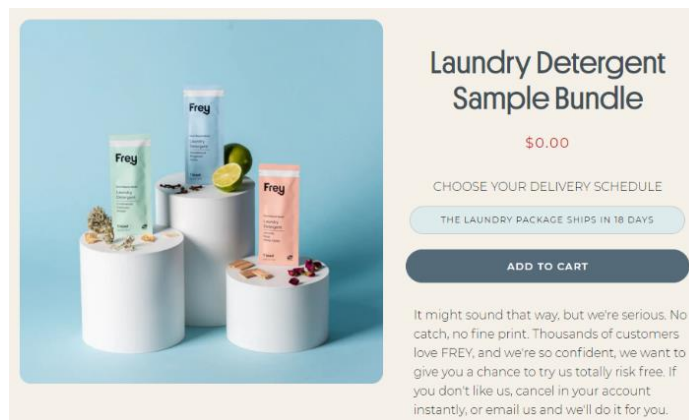 Laundry Detergent
Sample Bundle
$0.00
CHOOSE YOUR DELIVERY SCHEDULE
THE LAUNDRY PACKAGE SHIPS IN 18 DAYS
ADD TO CART
It might sound that way, but we're serious. No
catch, no fine print. Thousands of customers
love FREY, and we're so confident, we want to
give you a chance to try us totally risk free. If
you don't like us, cancel in your account
instantly, or email us and we'll do it for you.
Frey
Laundry
Detergent
Frey
Laundry
Detergent
Frey
Laundry
Detergent